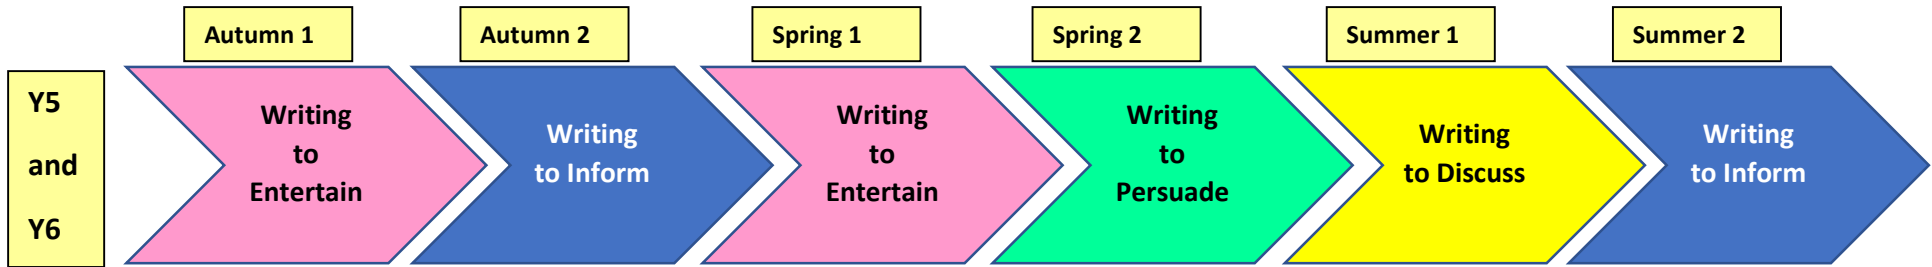 Autumn 1
Autumn 2
Spring 1
Spring 2
Summer 1
Summer 2
Y5
and
Y6
Writing
to
Entertain
Writing
to Inform
Writing
to
Entertain
Writing
to
Persuade
Writing
to Discuss
Writing
to Inform